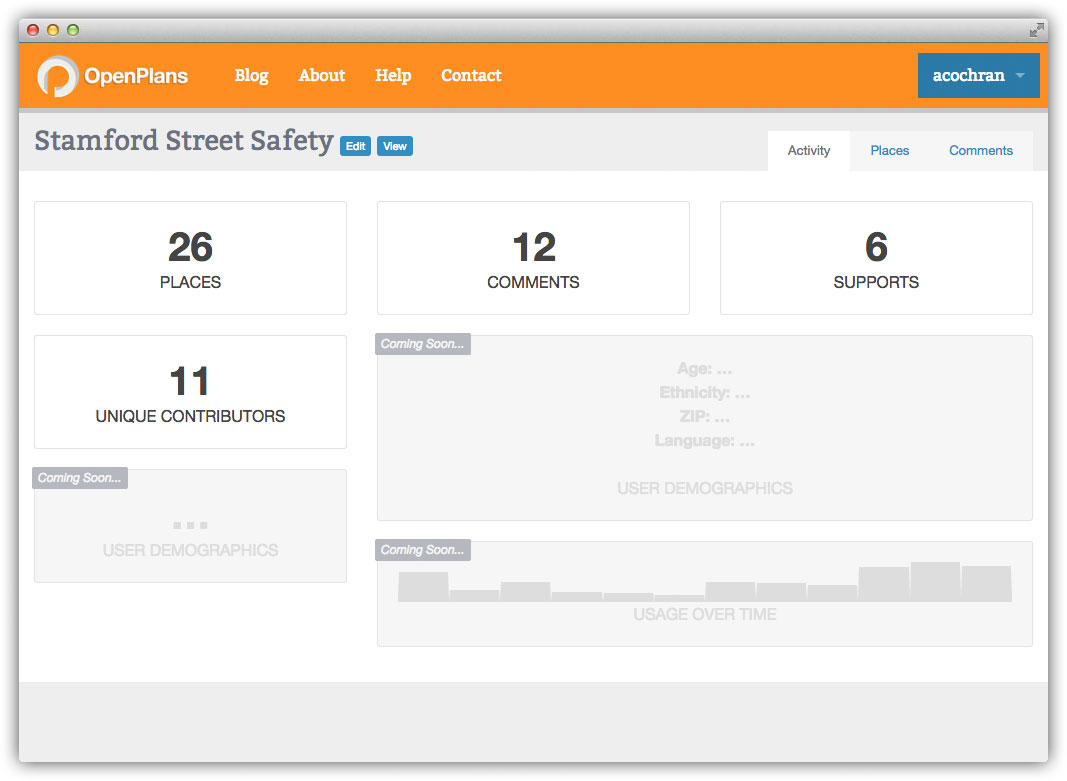 OpenPlans Blog About Help Contact acochran
Stamford Street Safety Edit View Activity Places Comments
26
PLACES
12
COMMENTS
6
SUPPORTS
11
UNIQUE CONTRIBUTORS
Coming Soon...
Age: ...
Ethnicity: ...
ZIP: ...
Language: ...
USER DEMOGRAPHICS
Coming Soon...
...
USER DEMOGRAPHICS
Coming Soon...
USAGE OVER TIME